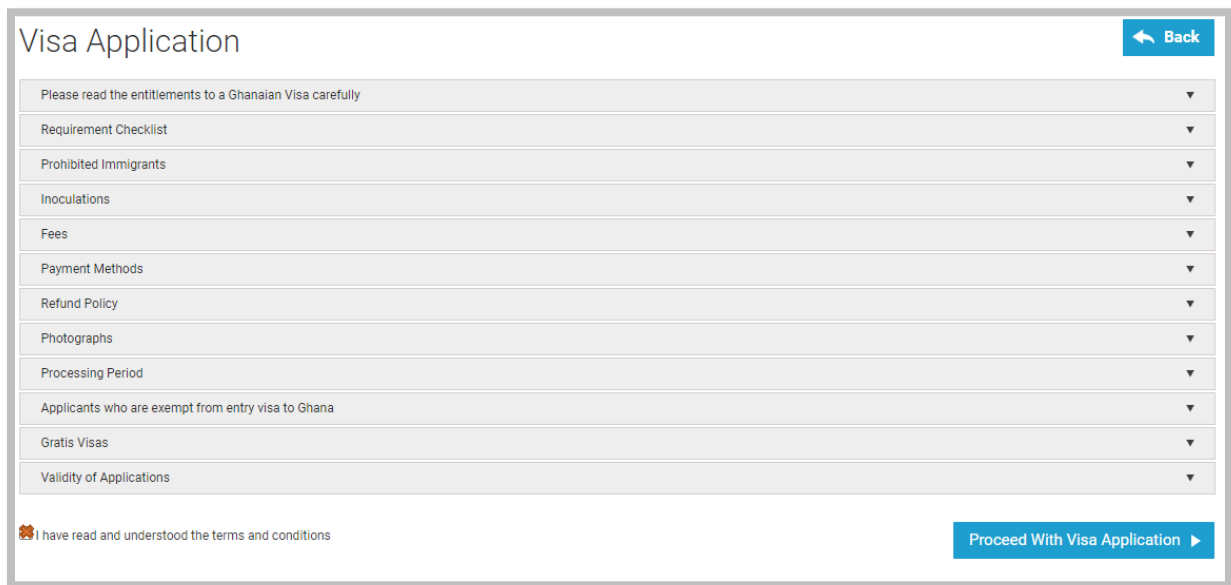 Visa Application
Back
Please read the entitlements to a Ghanaian Visa carefully
Requirement Checklist
Prohibited Immigrants
Inoculations
Fees
Payment Methods
Refund Policy
Photographs
Processing Period
Applicants who are exempt from entry visa to Ghana
Gratis Visas
Validity of Applications
I have read and understood the terms and conditions
Proceed With Visa Application